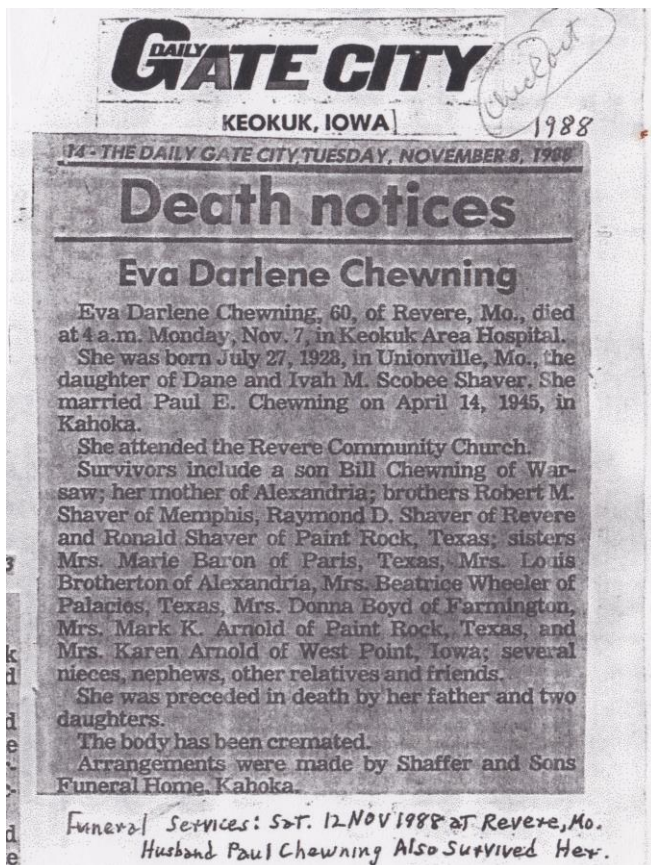 DAILY
GATE CITY
KEOKUK, IOWA
1988
14-THE DAILY GATE CITY, TUESDAY, NOVEMBER 8, 1988
Death notices
Eva Darlene Chewning
Eva Darlene Chewning, 60, of Revere, Mo., died
at 4 a.m. Monday, Nov. 7, in Keokuk Area Hospital.
She was born July 27, 1928, in Unionville, Mo., the
daughter of Dane and Ivah M. Scobee Shaver. She
married Paul E. Chewning on April 14, 1945, in
Kahoka.
She attended the Revere Community Church.
Survivors include a son Bill Chewning of War-
saw; her mother of Alexandria; brothers Robert M.
Shaver of Memphis, Raymond D. Shaver of Revere
and Ronald Shaver of Paint Rock, Texas; sisters
Mrs. Marie Baron of Paris, Texas, Mrs. Louis
Brotherton of Alexandria, Mrs. Beatrice Wheeler of
Palacios, Texas, Mrs. Donna Boyd of Farmington,
Mrs. Mark K. Arnold of Paint Rock, Texas, and
Mrs. Karen Arnold of West Point, Iowa; several
nieces, nephews, other relatives and friends.
She was preceded in death by her father and two
daughters.
The body has been cremated.
Arrangements were made by Shaffer and Sons
Funeral Home, Kahoka.
Funeral Services: Sat. 12 NOV 1988 at Revere, Mo.
Husband Paul Chewning Also Survived Her.